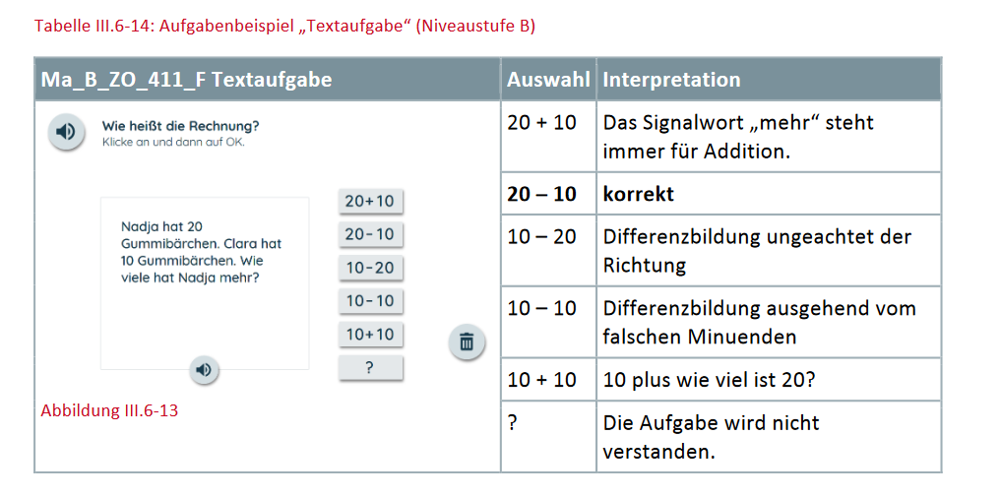 Tabelle III.6-14: Aufgabenbeispiel „Textaufgabe“ (Niveaustufe B)
Ma_B_ZO_411_F Textaufgabe
Auswahl
Interpretation
Wie heißt die Rechnung?
Klicke an und dann auf OK.
Nadja hat 20
Gummibärchen. Clara hat
10 Gummibärchen. Wie
viele hat Nadja mehr?
20+10
20-10
10-20
10-10
10+10
?
Abbildung III.6-13
20 + 10
Das Signalwort „mehr“ steht
immer für Addition.
20 – 10
korrekt
10 – 20
Differenzbildung ungeachtet der
Richtung
10 – 10
Differenzbildung ausgehend vom
falschen Minuenden
10 + 10
10 plus wie viel ist 20?
?
Die Aufgabe wird nicht
verstanden.